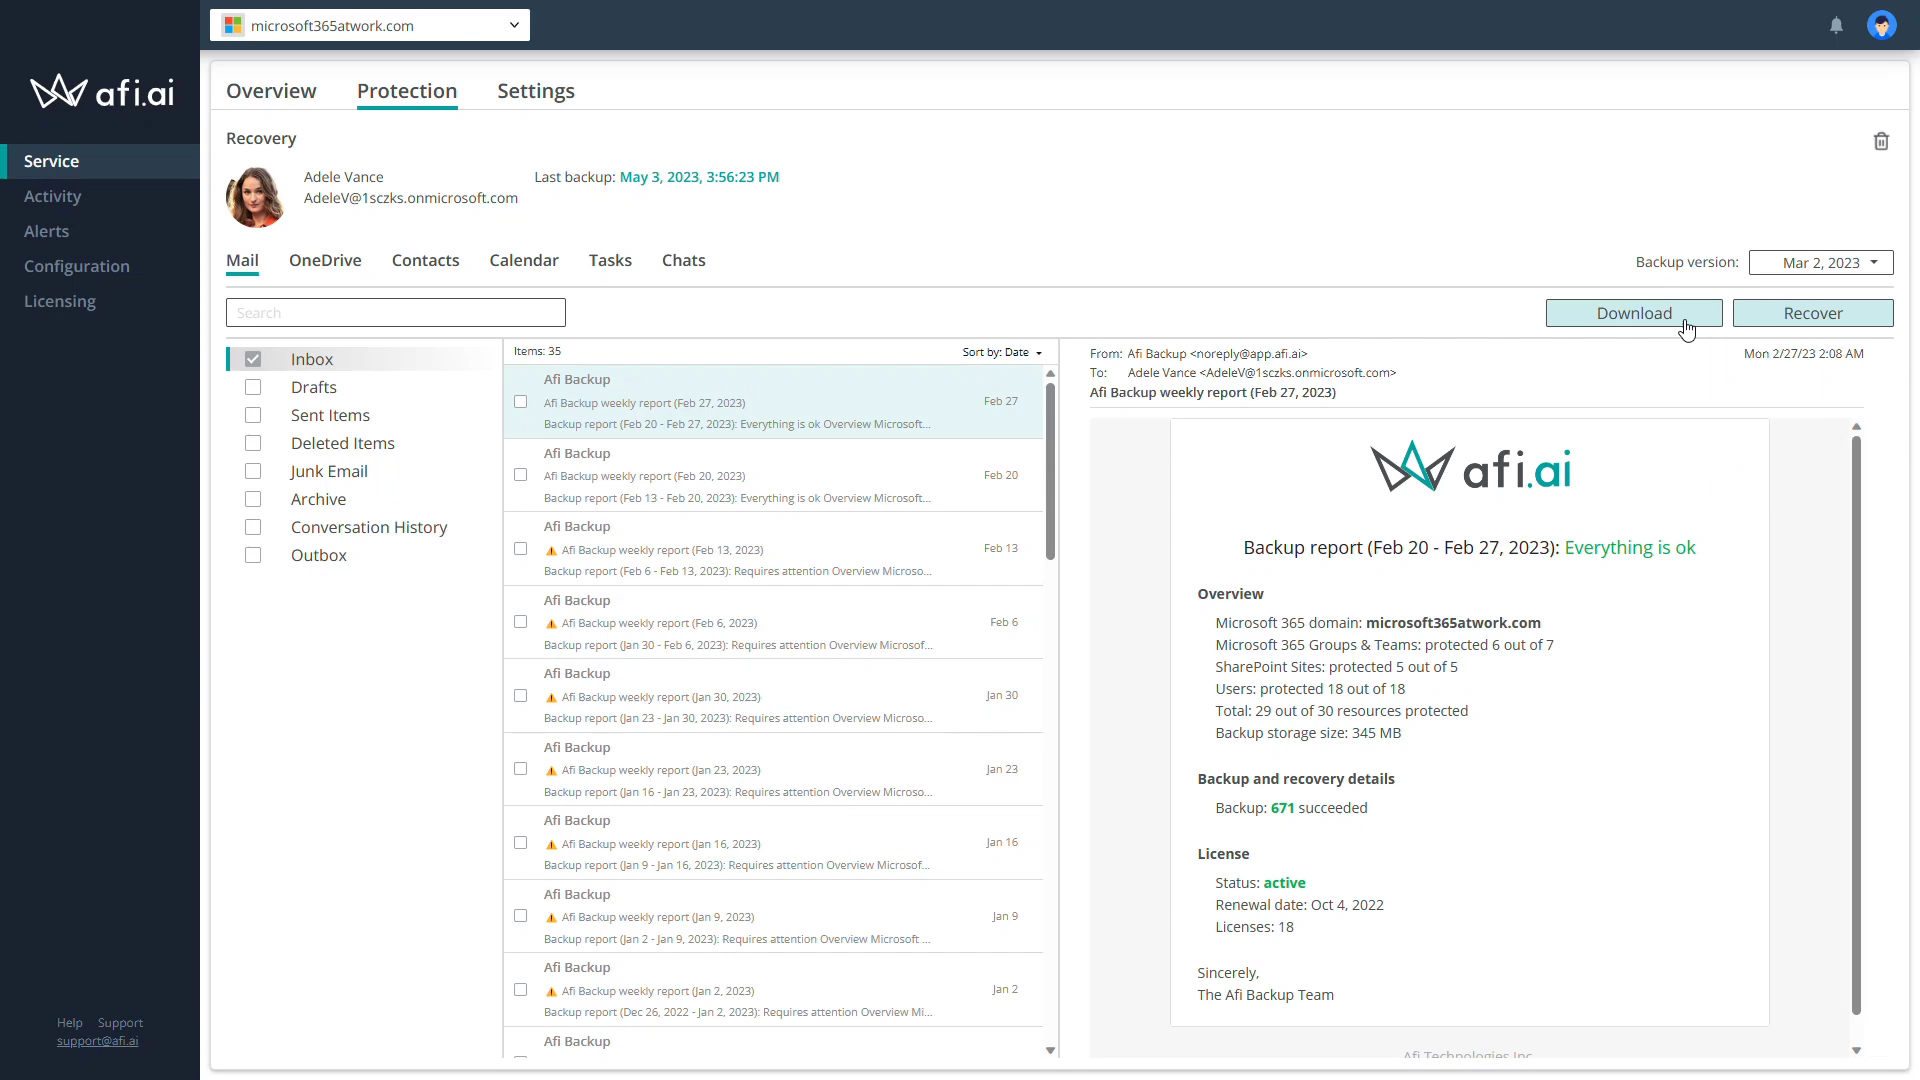 microsoft365atwork.com
afi.ai
Service
Activity
Alerts
Configuration
Licensing
Help Support
support@afi.ai
Overview Protection Settings
Recovery
Adele Vance
AdeleV@1sczks.onmicrosoft.com
Last backup: May 3, 2023, 3:56:23 PM
Mail OneDrive Contacts Calendar Tasks Chats
Backup version: Mar 2, 2023
Search
Download Recover
Inbox
Drafts
Sent Items
Deleted Items
Junk Email
Archive
Conversation History
Outbox
Items: 35 Sort by: Date
Afi Backup
Afi Backup weekly report (Feb 27, 2023) Feb 27
Backup report (Feb 20 - Feb 27, 2023): Everything is ok Overview Microsoft...
Afi Backup
Afi Backup weekly report (Feb 20, 2023) Feb 20
Backup report (Feb 13 - Feb 20, 2023): Everything is ok Overview Microsoft...
Afi Backup
Afi Backup weekly report (Feb 13, 2023) Feb 13
Backup report (Feb 6 - Feb 13, 2023): Requires attention Overview Microso...
Afi Backup
Afi Backup weekly report (Feb 6, 2023) Feb 6
Backup report (Jan 30 - Feb 6, 2023): Requires attention Overview Microsof...
Afi Backup
Afi Backup weekly report (Jan 30, 2023) Jan 30
Backup report (Jan 23 - Jan 30, 2023): Requires attention Overview Microso...
Afi Backup
Afi Backup weekly report (Jan 23, 2023) Jan 23
Backup report (Jan 16 - Jan 23, 2023): Requires attention Overview Microso...
Afi Backup
Afi Backup weekly report (Jan 16, 2023) Jan 16
Backup report (Jan 9 - Jan 16, 2023): Requires attention Overview Microsof...
Afi Backup
Afi Backup weekly report (Jan 9, 2023) Jan 9
Backup report (Jan 2 - Jan 9, 2023): Requires attention Overview Microsoft ...
Afi Backup
Afi Backup weekly report (Jan 2, 2023) Jan 2
Backup report (Dec 26, 2022 - Jan 2, 2023): Requires attention Overview Mi...
Afi Backup
From: Afi Backup <noreply@app.afi.ai> Mon 2/27/23 2:08 AM
To: Adele Vance <AdeleV@1sczks.onmicrosoft.com>
Afi Backup weekly report (Feb 27, 2023)
afi.ai
Backup report (Feb 20 - Feb 27, 2023): Everything is ok
Overview
Microsoft 365 domain: microsoft365atwork.com
Microsoft 365 Groups & Teams: protected 6 out of 7
SharePoint Sites: protected 5 out of 5
Users: protected 18 out of 18
Total: 29 out of 30 resources protected
Backup storage size: 345 MB
Backup and recovery details
Backup: 671 succeeded
License
Status: active
Renewal date: Oct 4, 2022
Licenses: 18
Sincerely,
The Afi Backup Team
Afi Technologies Inc